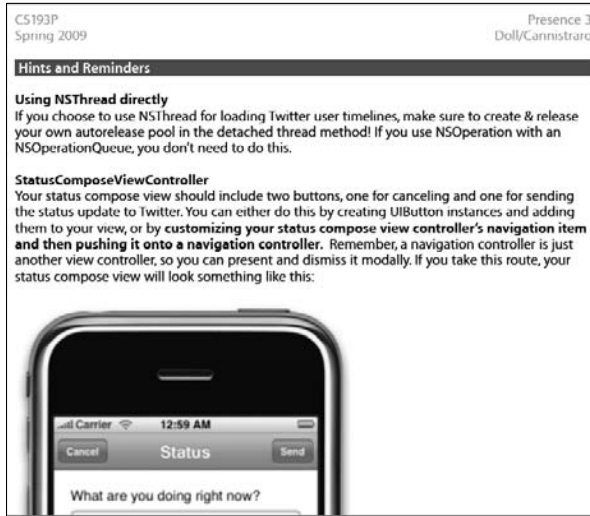 CS193P Presence 3
Spring 2009 Doll/Cannistraro
Hints and Reminders
Using NSThread directly
If you choose to use NSThread for loading Twitter user timelines, make sure to create & release
your own autorelease pool in the detached thread method! If you use NSOperation with an
NSOperationQueue, you don't need to do this.
StatusComposeViewController
Your status compose view should include two buttons, one for canceling and one for sending
the status update to Twitter. You can either do this by creating UIButton instances and adding
them to your view, or by customizing your status compose view controller's navigation item
and then pushing it onto a navigation controller. Remember, a navigation controller is just
another view controller, so you can present and dismiss it modally. If you take this route, your
status compose view will look something like this:
Carrier 12:59 AM
Cancel Status Send
What are you doing right now?